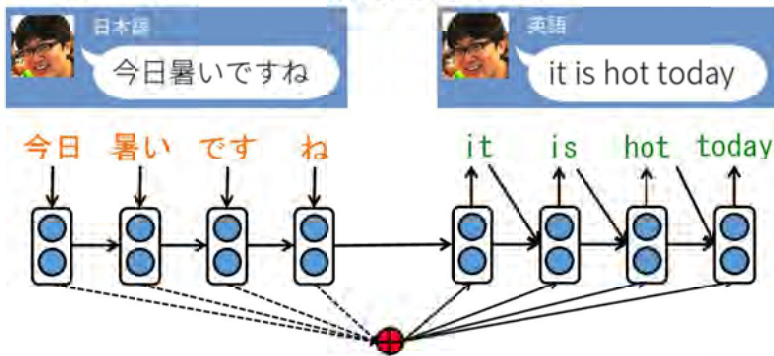 日本語
今日暑いですね
英語
it is hot today
今日 暑い です ね
it is hot today